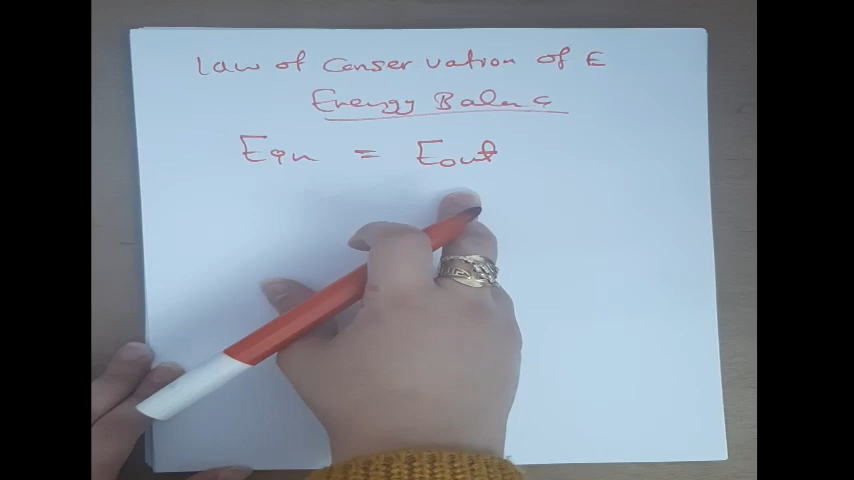 Law of Conservation of E
Energy Balance
Ein = Eout